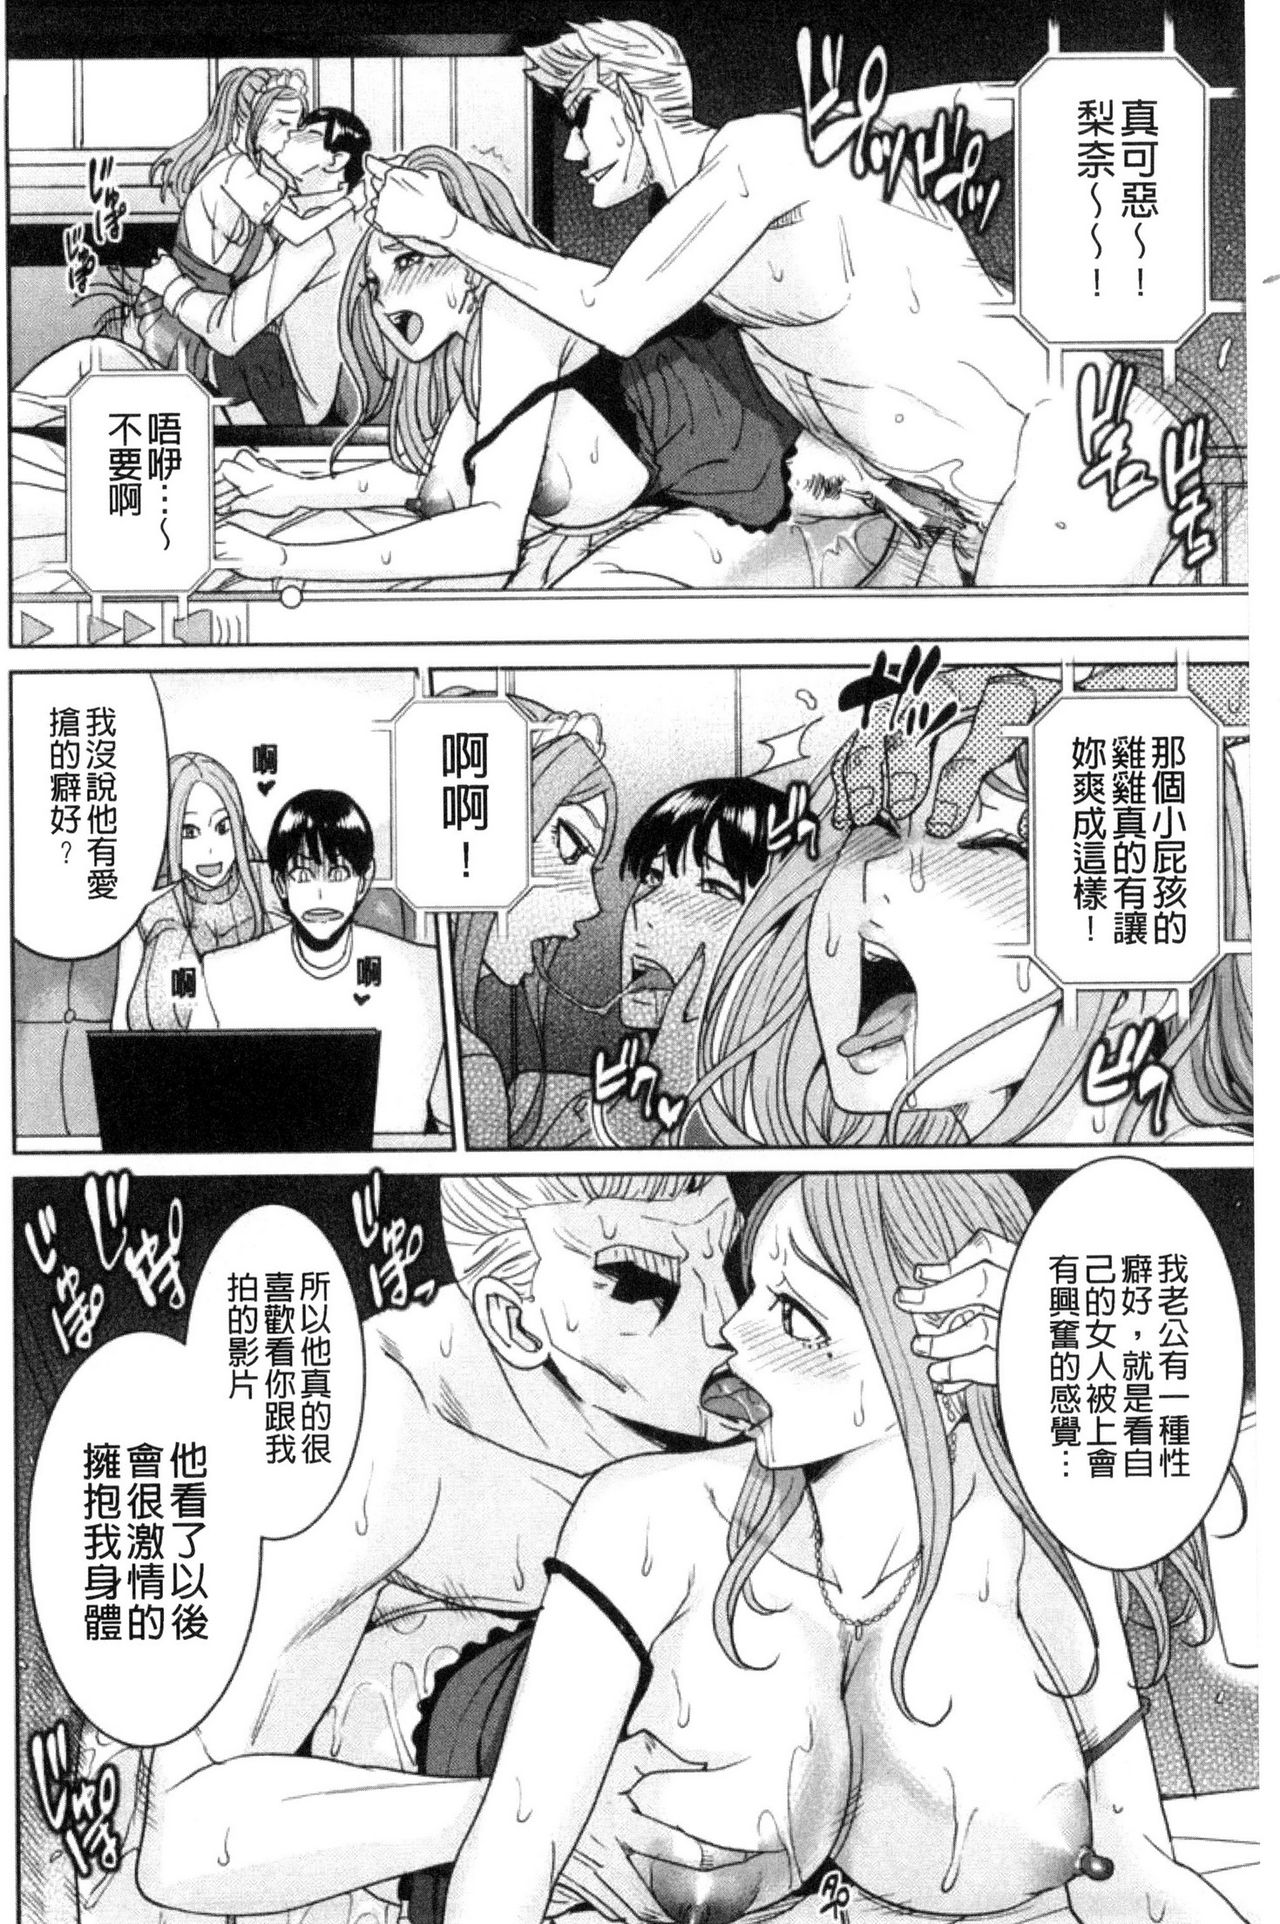 真可惡～！
梨奈～～！
唔咿…～
不要啊
那個小屁孩的
雞雞真的有讓
妳爽成這樣！
啊
啊
！
啊♥
啊
啊♥
我沒說他有愛
搶的癖好？
我老公有一種性
癖好，就是看自
己的女人被上會
有興奮的感覺…
所以他真的很
喜歡看你跟我
拍的影片
他看了以後
會很激情的
擁抱我身體